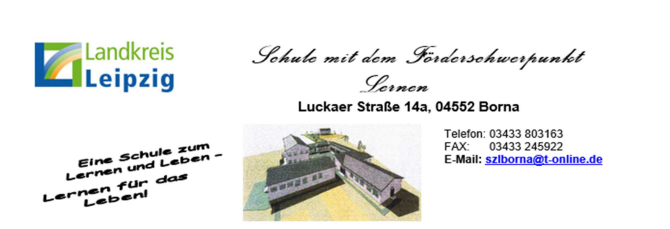 Landkreis
Leipzig
Schule mit dem Förderschwerpunkt
Lernen
Luckaer Straße 14a, 04552 Borna
Telefon: 03433 803163
FAX: 03433 245922
E-Mail: szlborna@t-online.de
Eine Schule zum
Lernen und Leben –
Lernen für das
Leben!